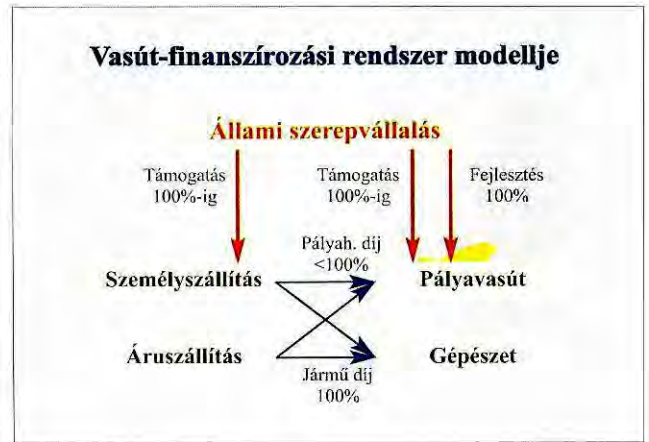 Vasút-finanszírozási rendszer modellje
Állami szerepvállalás
Támogatás
100%-ig
Támogatás
100%-ig
Fejlesztés
100%
Pályah. díj
<100%
Személyszállítás
Pályavasút
Áruszállítás
Gépészet
Jármű díj
100%